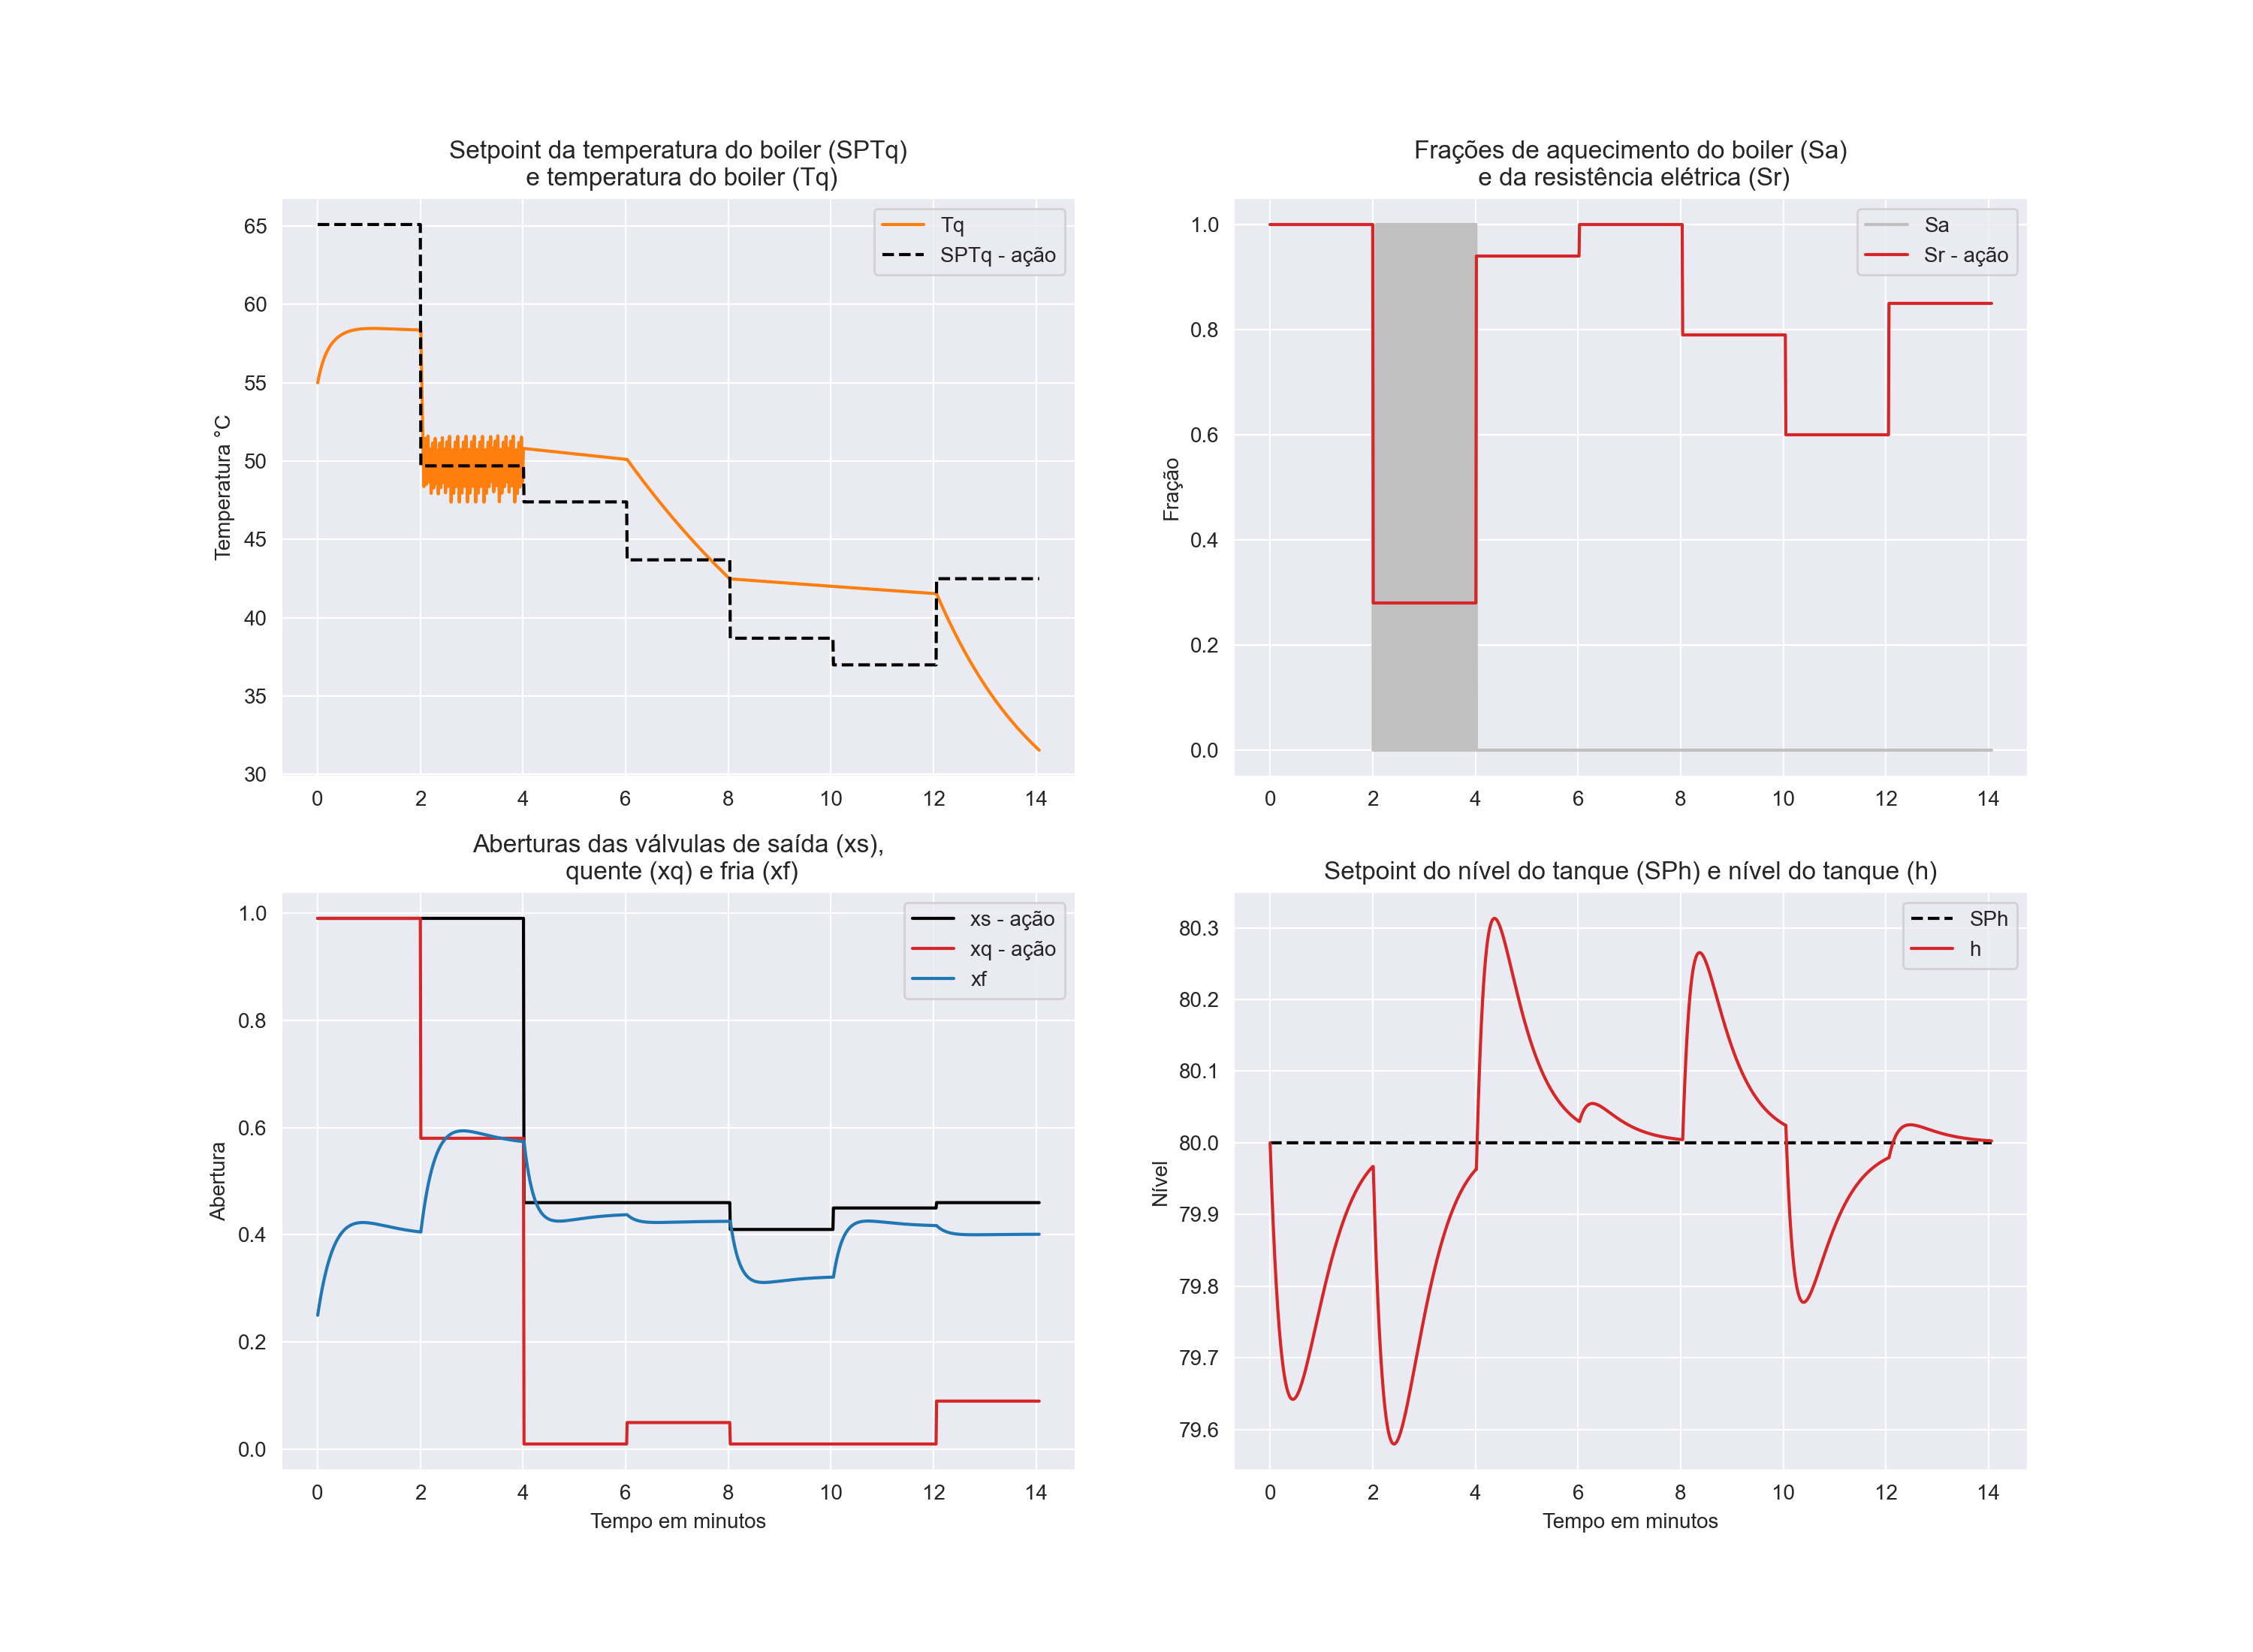 Setpoint da temperatura do boiler (SPTq)
e temperatura do boiler (Tq)
Temperatura °C
65
60
55
50
45
40
35
30
Tq
SPTq - ação
0 2 4 6 8 10 12 14
Frações de aquecimento do boiler (Sa)
e da resistência elétrica (Sr)
Fração
1.0
0.8
0.6
0.4
0.2
0.0
Sa
Sr - ação
0 2 4 6 8 10 12 14
Aberturas das válvulas de saída (xs),
quente (xq) e fria (xf)
Abertura
1.0
0.8
0.6
0.4
0.2
0.0
xs - ação
xq - ação
xf
0 2 4 6 8 10 12 14
Tempo em minutos
Setpoint do nível do tanque (SPh) e nível do tanque (h)
Nível
80.3
80.2
80.1
80.0
79.9
79.8
79.7
79.6
SPh
h
0 2 4 6 8 10 12 14
Tempo em minutos